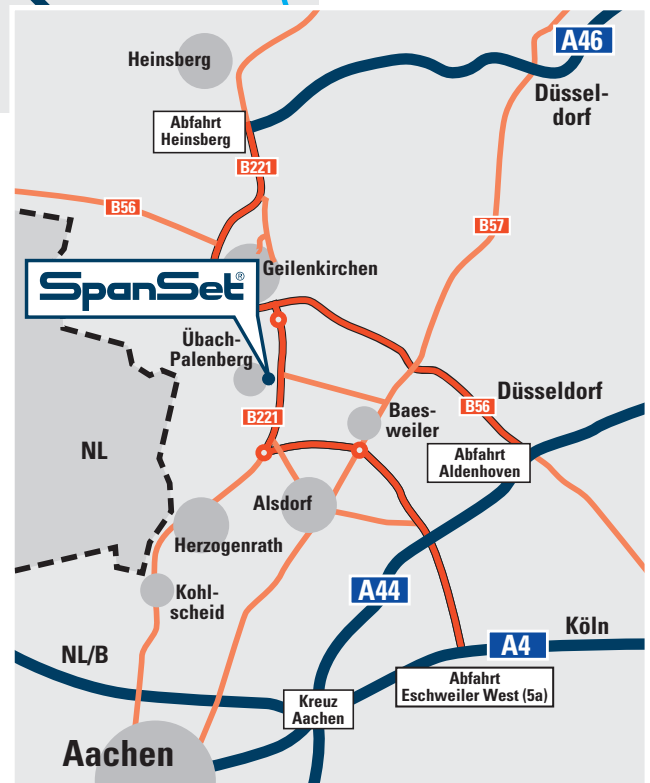 A46
Heinsberg
Düssel-
dorf
Abfahrt
Heinsberg
B221
B56
B57
Geilenkirchen
SpanSet®
Übach-
Palenberg
Düsseldorf
B56
B221
Baes-
weiler
NL
Abfahrt
Aldenhoven
Alsdorf
Herzogenrath
A44
Kohl-
scheid
Köln
A4
NL/B
Abfahrt
Eschweiler West (5a)
Kreuz
Aachen
Aachen